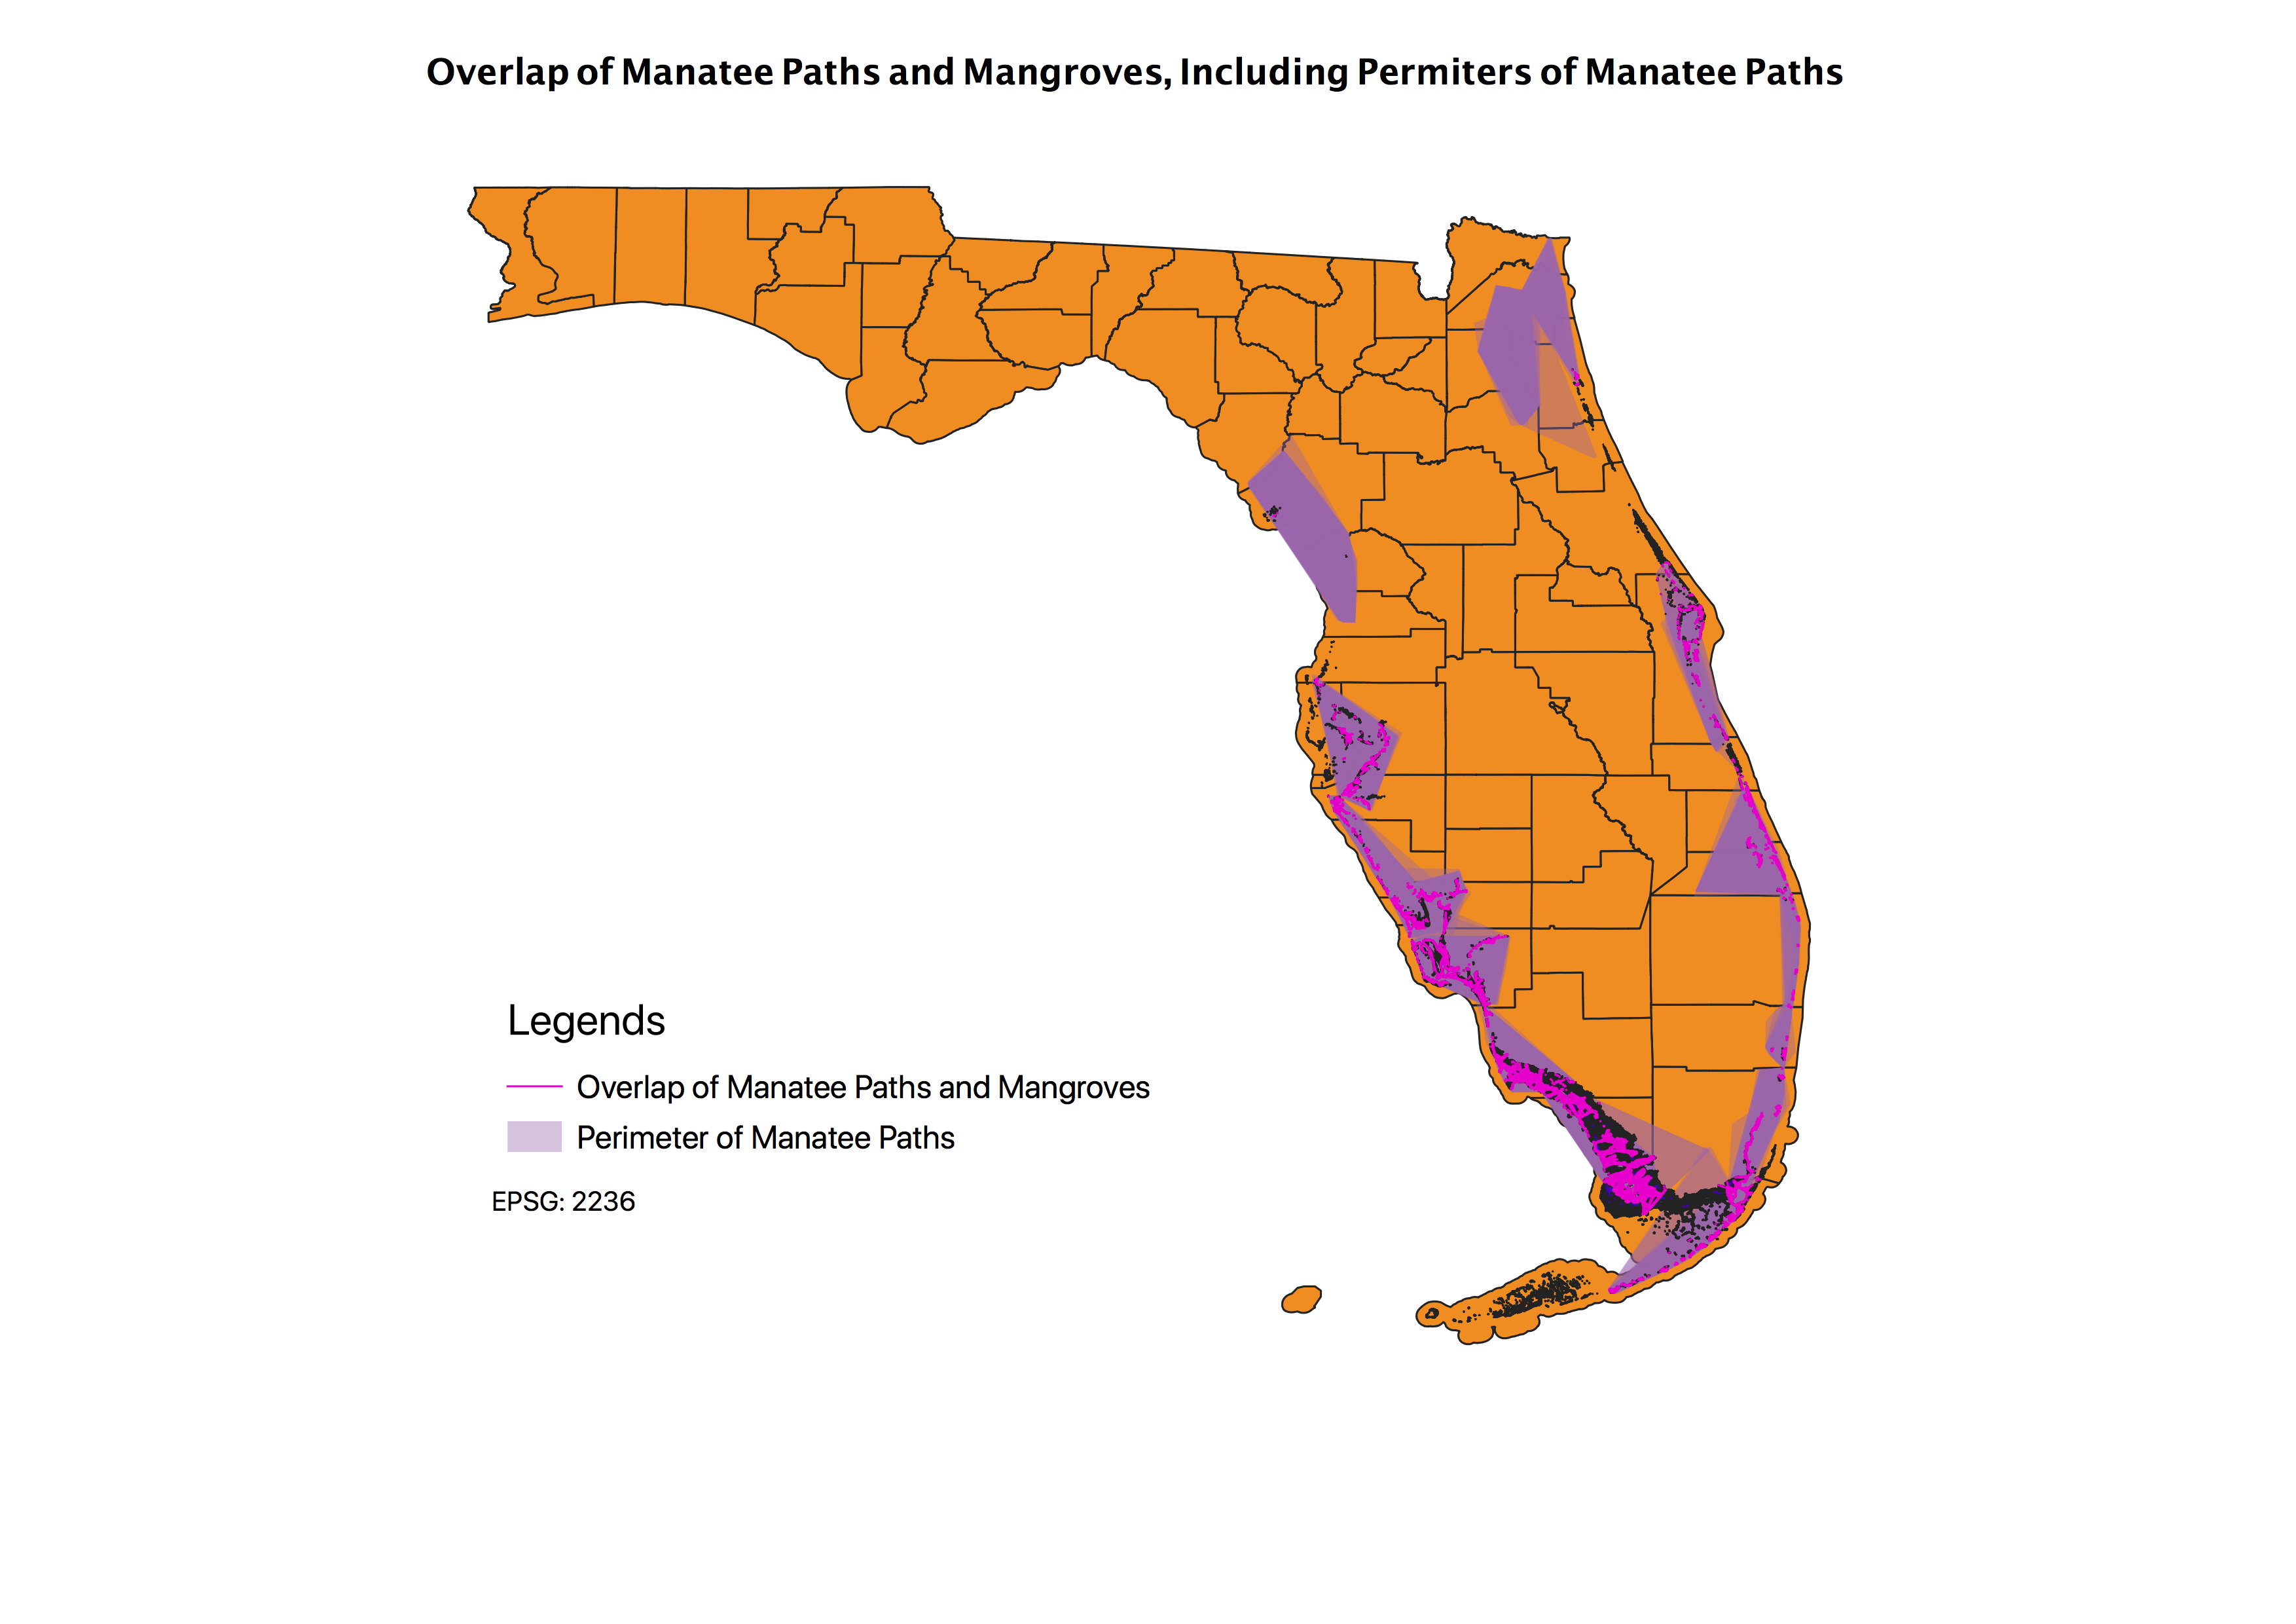 Overlap of Manatee Paths and Mangroves, Including Permiters of Manatee Paths
Legends
Overlap of Manatee Paths and Mangroves
Perimeter of Manatee Paths
EPSG: 2236